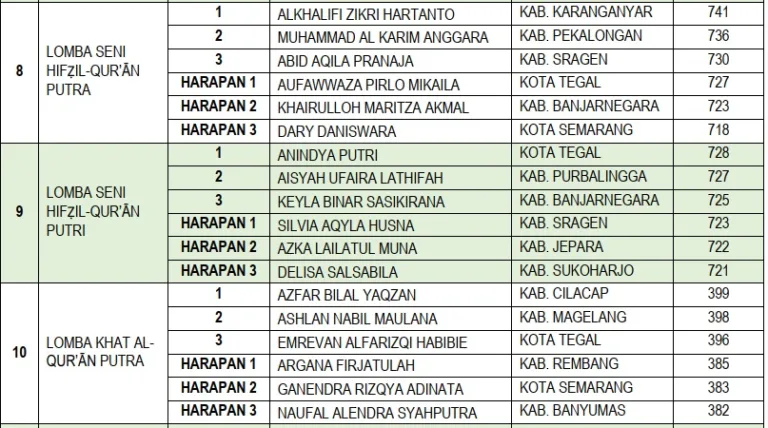 8 LOMBA SENI HIFẒIL-QUR'ĀN PUTRA
1 ALKHALIFI ZIKRI HARTANTO KAB. KARANGANYAR 741
2 MUHAMMAD AL KARIM ANGGARA KAB. PEKALONGAN 736
3 ABID AQILA PRANAJA KAB. SRAGEN 730
HARAPAN 1 AUFAWWAZA PIRLO MIKAILA KOTA TEGAL 727
HARAPAN 2 KHAIRULLOH MARITZA AKMAL KAB. BANJARNEGARA 723
HARAPAN 3 DARY DANISWARA KOTA SEMARANG 718
9 LOMBA SENI HIFẒIL-QUR'ĀN PUTRI
1 ANINDYA PUTRI KOTA TEGAL 728
2 AISYAH UFAIRA LATHIFAH KAB. PURBALINGGA 727
3 KEYLA BINAR SASIKIRANA KAB. BANJARNEGARA 725
HARAPAN 1 SILVIA AQYLA HUSNA KAB. SRAGEN 723
HARAPAN 2 AZKA LAILATUL MUNA KAB. JEPARA 722
HARAPAN 3 DELISA SALSABILA KAB. SUKOHARJO 721
10 LOMBA KHAT AL-QUR'ĀN PUTRA
1 AZFAR BILAL YAQZAN KAB. CILACAP 399
2 ASHLAN NABIL MAULANA KAB. MAGELANG 398
3 EMREVAN ALFARIZQI HABIBIE KOTA TEGAL 396
HARAPAN 1 ARGANA FIRJATULAH KAB. REMBANG 385
HARAPAN 2 GANENDRA RIZQYA ADINATA KOTA SEMARANG 383
HARAPAN 3 NAUFAL ALENDRA SYAHPUTRA KAB. BANYUMAS 382